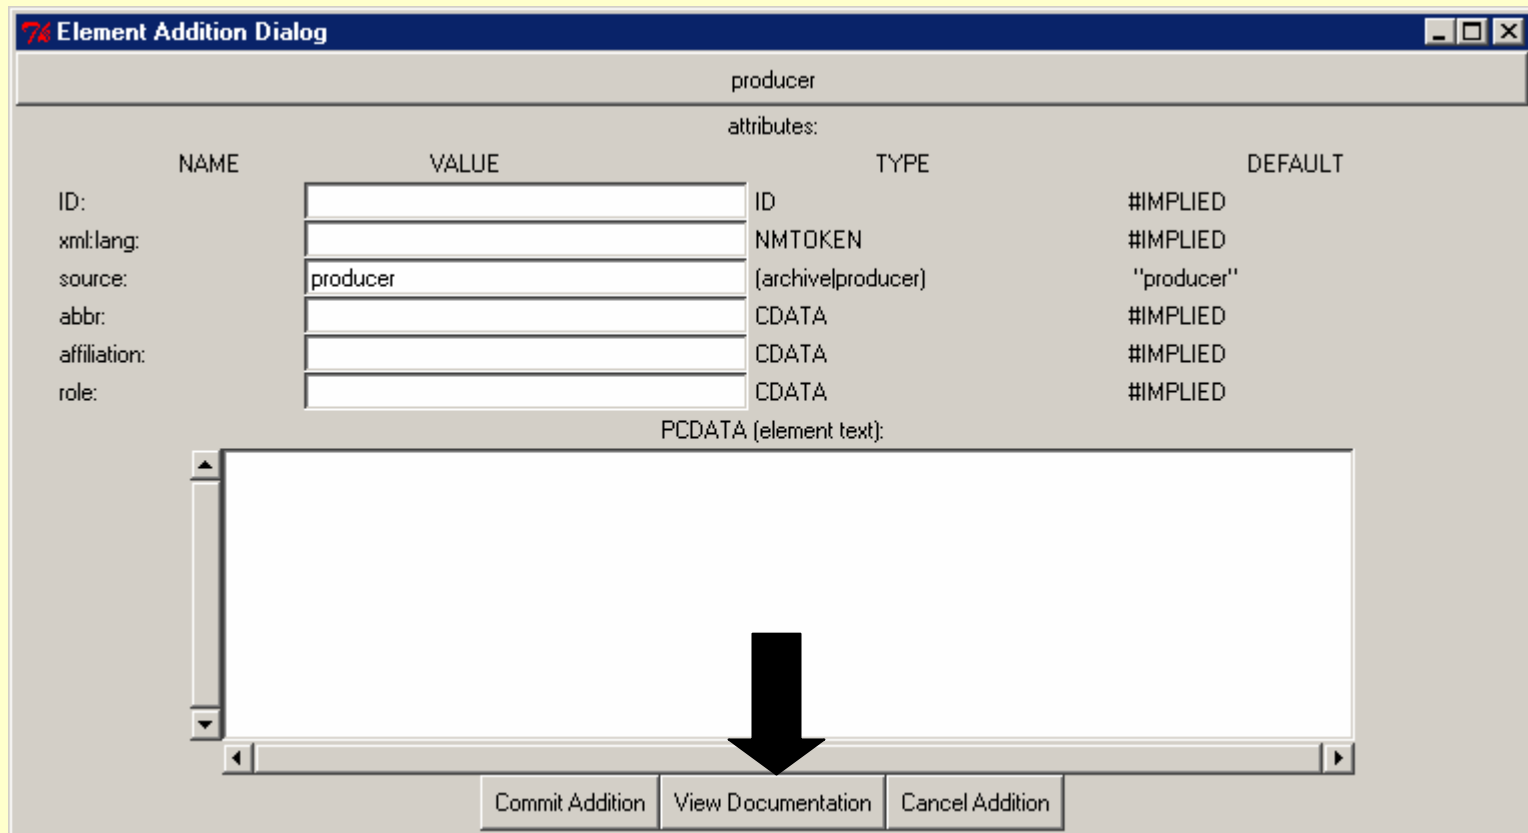 7k Element Addition Dialog
producer
attributes:
NAME VALUE TYPE DEFAULT
ID: ID #IMPLIED
xml:lang: NMTOKEN #IMPLIED
source: producer (archive|producer) "producer"
abbr: CDATA #IMPLIED
affiliation: CDATA #IMPLIED
role: CDATA #IMPLIED
PCDATA (element text):
Commit Addition View Documentation Cancel Addition